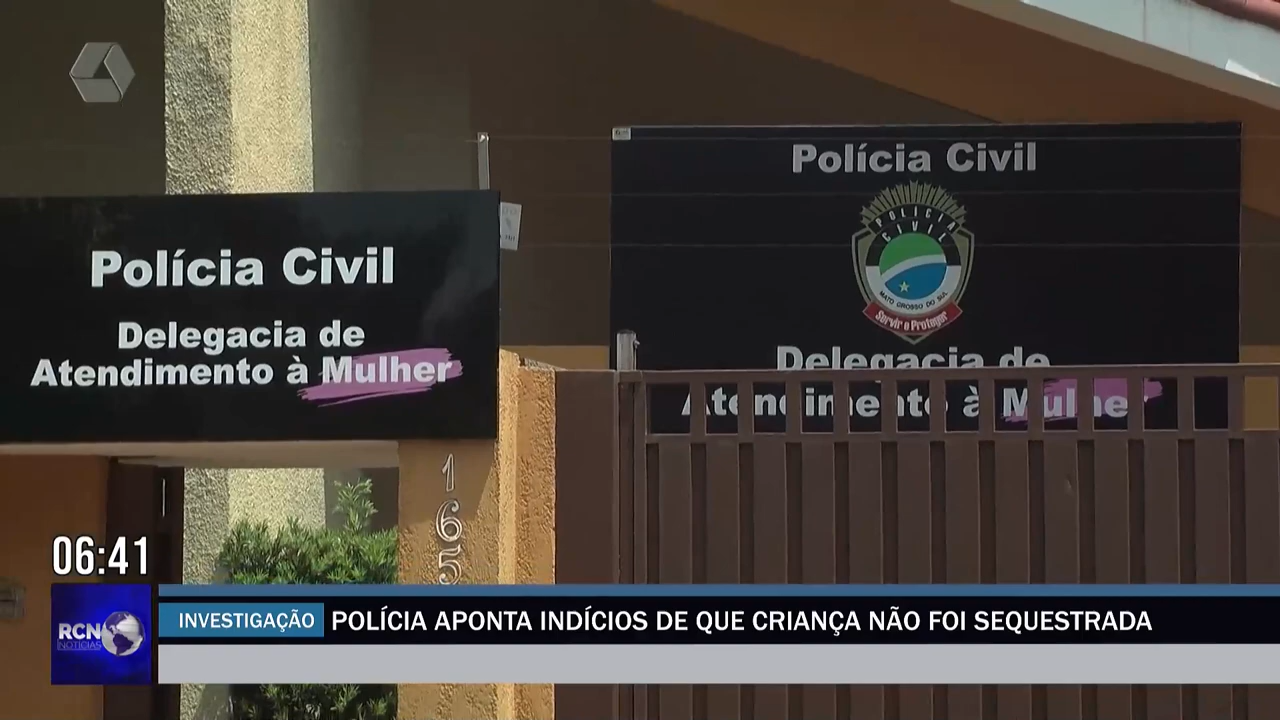 Polícia Civil
Delegacia de
Atendimento à Mulher
Polícia Civil
POLÍCIA
CIVIL
MATO GROSSO DO SUL
Servir e Proteger
Delegacia de
Atendimento à Mulher
165
06:41
RCN
NOTÍCIAS
INVESTIGAÇÃO
POLÍCIA APONTA INDÍCIOS DE QUE CRIANÇA NÃO FOI SEQUESTRADA